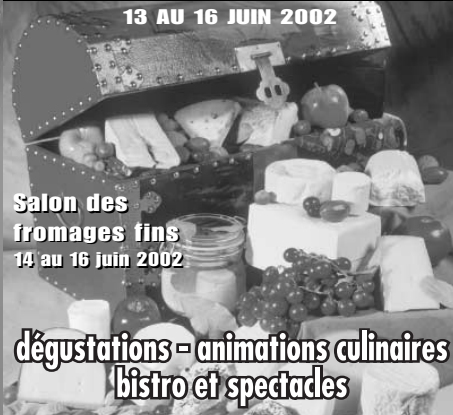 13 AU 16 JUIN 2002
Salon des
fromages fins
14 au 16 juin 2002
dégustations - animations culinaires
bistro et spectacles